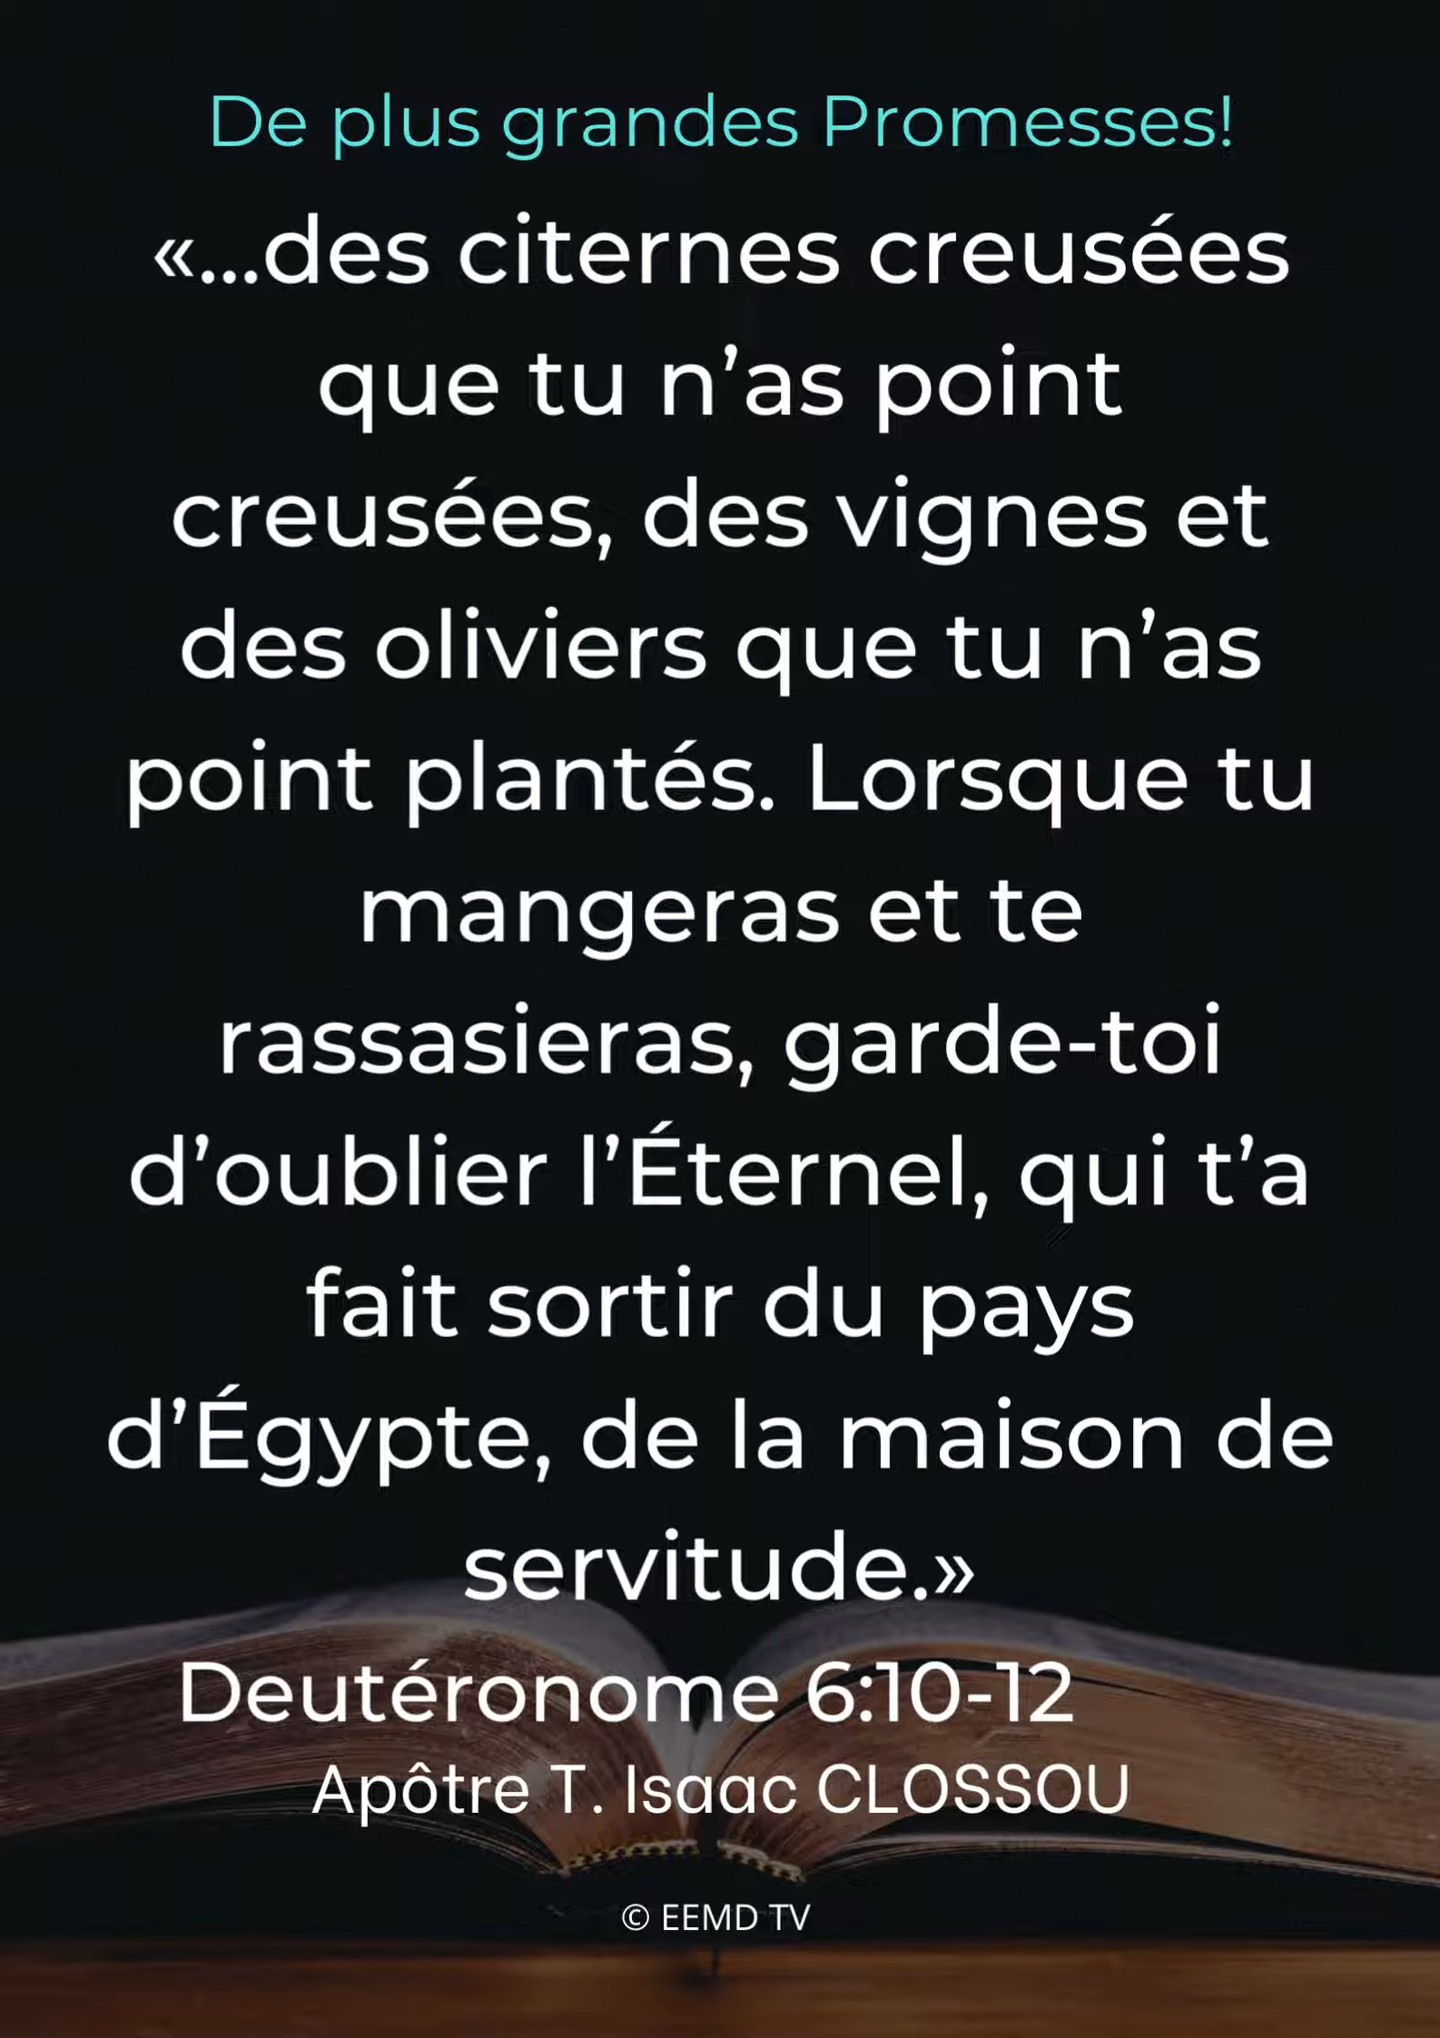 De plus grandes Promesses!
«...des citernes creusées
que tu n’as point
creusées, des vignes et
des oliviers que tu n’as
point plantés. Lorsque tu
mangeras et te
rassasieras, garde-toi
d’oublier l’Éternel, qui t’a
fait sortir du pays
d’Égypte, de la maison de
servitude.»
Deutéronome 6:10-12
Apôtre T. Isaac CLOSSOU
© EEMD TV